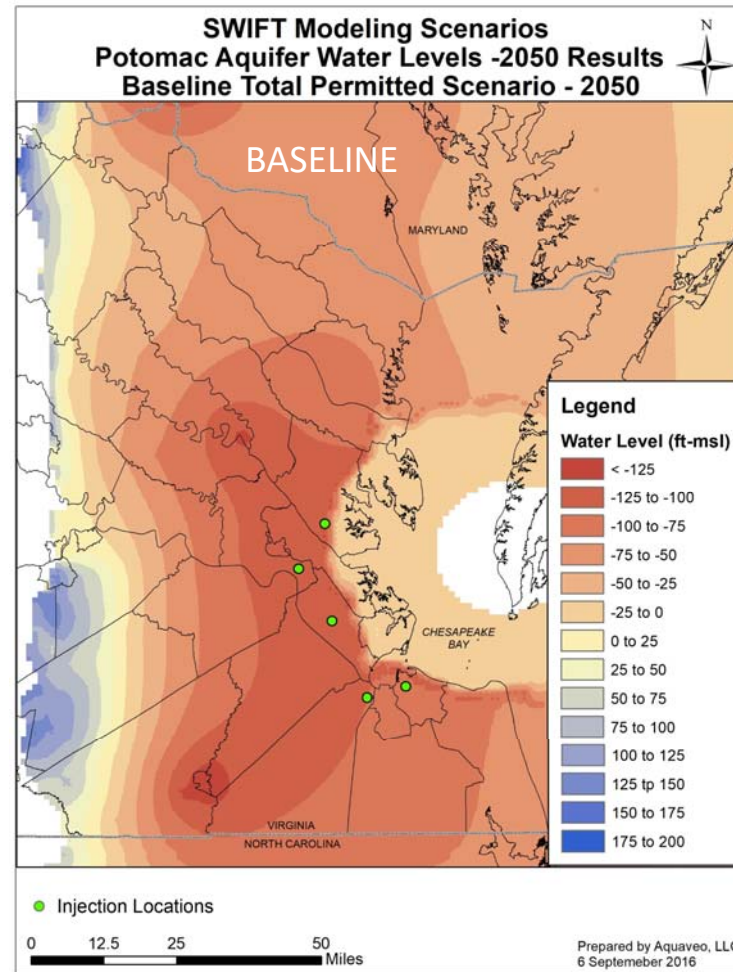 SWIFT Modeling Scenarios
Potomac Aquifer Water Levels -2050 Results
Baseline Total Permitted Scenario - 2050
N
BASELINE
MARYLAND
CHESAPEAKE
BAY
VIRGINIA
NORTH CAROLINA
Legend
Water Level (ft-msl)
< -125
-125 to -100
-100 to -75
-75 to -50
-50 to -25
-25 to 0
0 to 25
25 to 50
50 to 75
75 to 100
100 to 125
125 tp 150
150 to 175
175 to 200
Injection Locations
0 12.5 25 50
Miles
Prepared by Aquaveo, LLC
6 Septemeber 2016